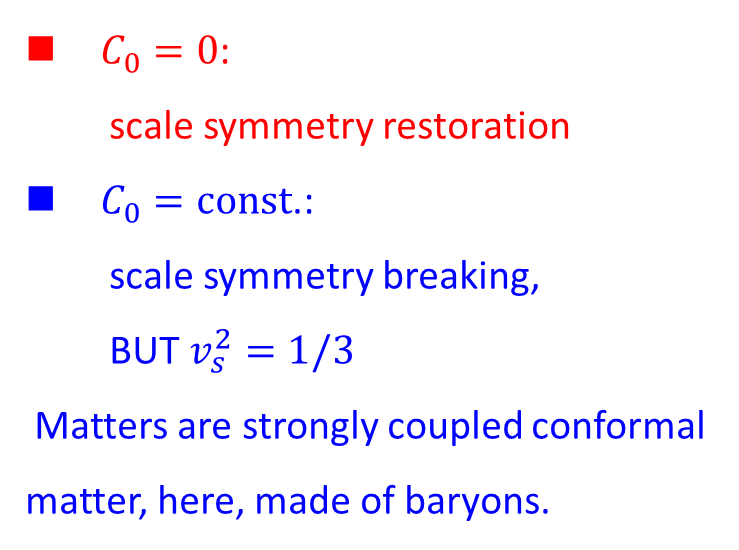 ■ C₀ = 0:
scale symmetry restoration
■ C₀ = const.:
scale symmetry breaking,
BUT vₛ² = 1/3
Matters are strongly coupled conformal
matter, here, made of baryons.